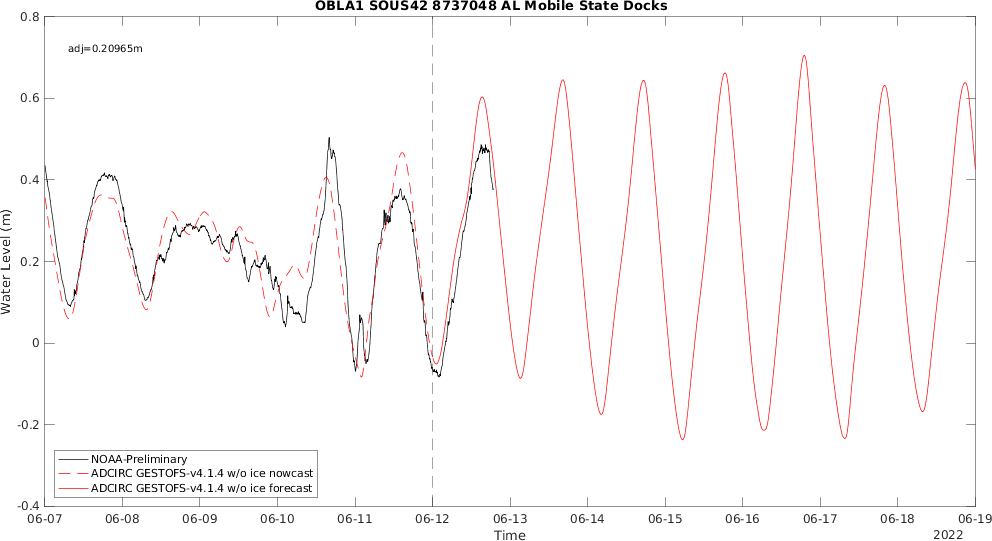 OBLA1 SOUS42 8737048 AL Mobile State Docks
adj=0.20965m
Water Level (m)
0.8
0.6
0.4
0.2
0
-0.2
-0.4
NOAA-Preliminary
ADCIRC GESTOFS-v4.1.4 w/o ice nowcast
ADCIRC GESTOFS-v4.1.4 w/o ice forecast
06-07 06-08 06-09 06-10 06-11 06-12 06-13 06-14 06-15 06-16 06-17 06-18 06-19
Time
2022